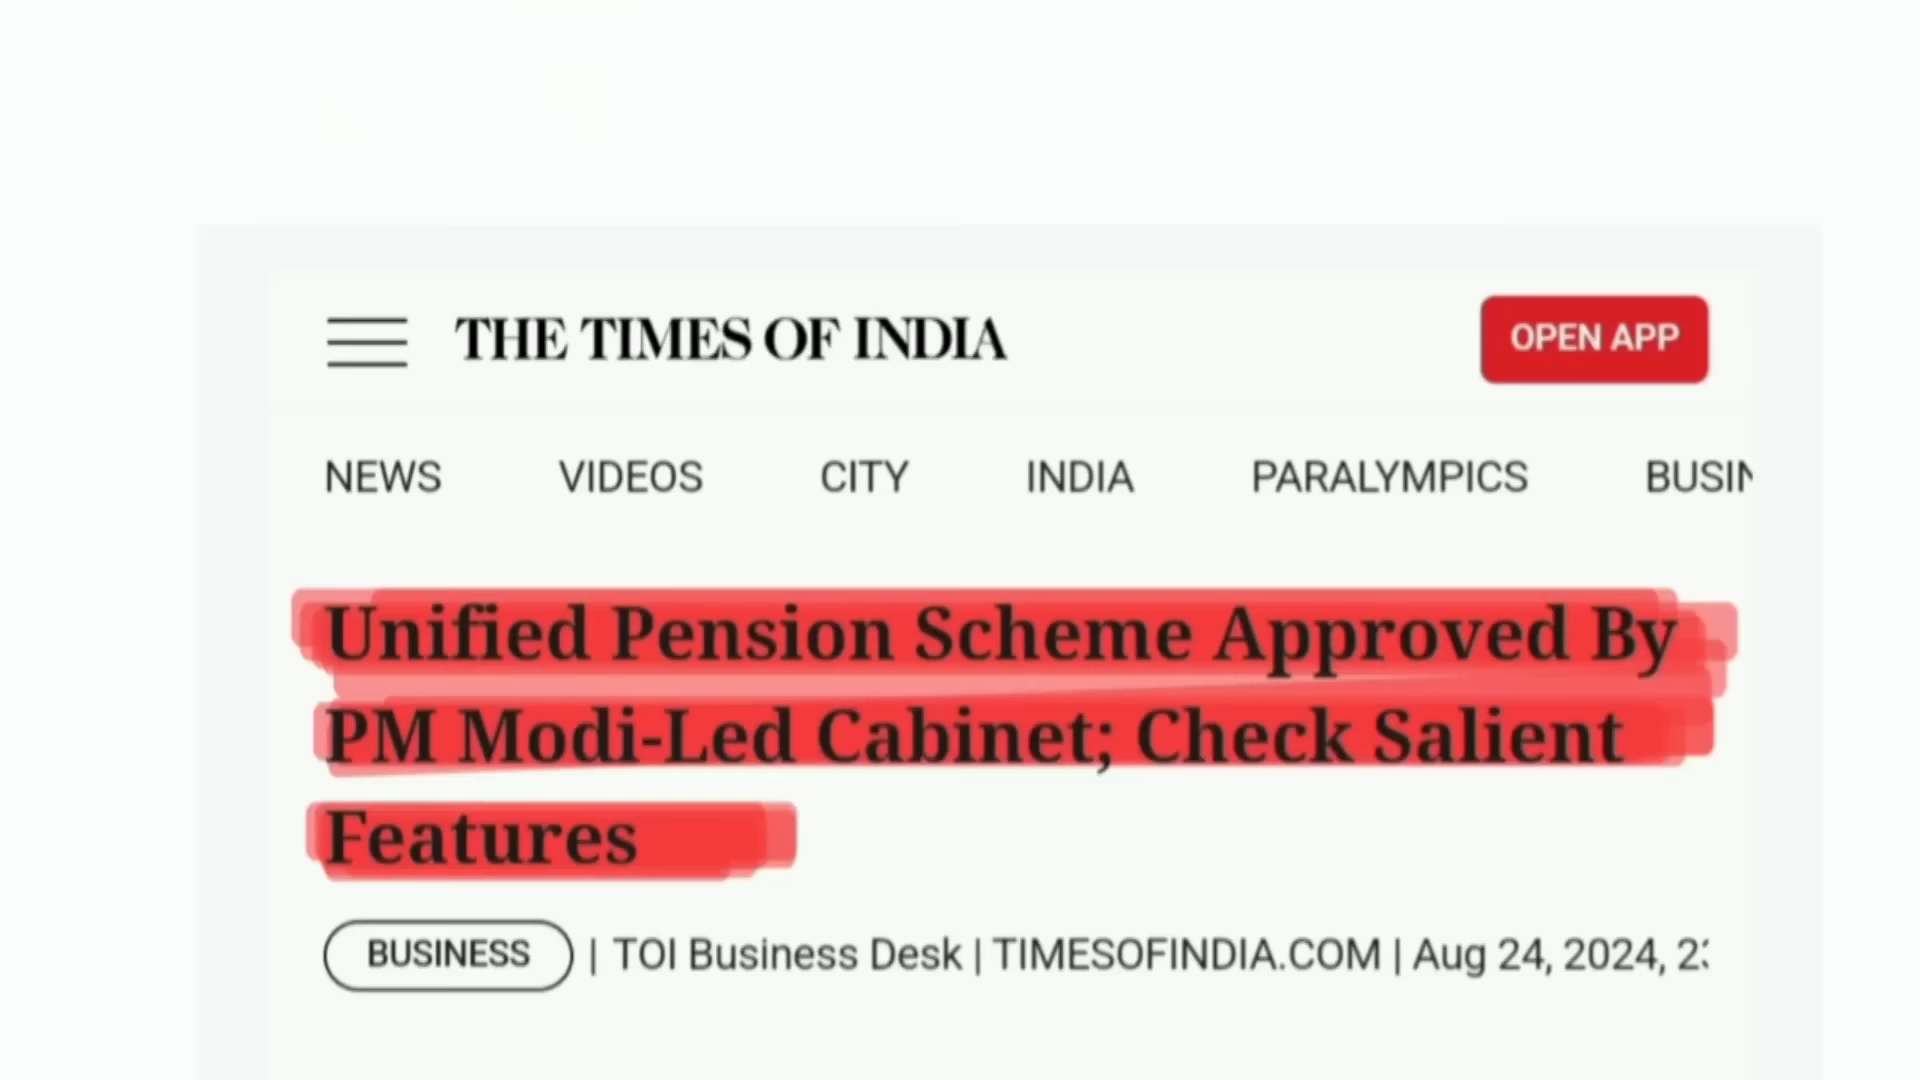 THE TIMES OF INDIA
OPEN APP
NEWS VIDEOS CITY INDIA PARALYMPICS BUSIN
Unified Pension Scheme Approved By
PM Modi-Led Cabinet; Check Salient
Features
BUSINESS | TOI Business Desk | TIMESOFINDIA.COM | Aug 24, 2024,